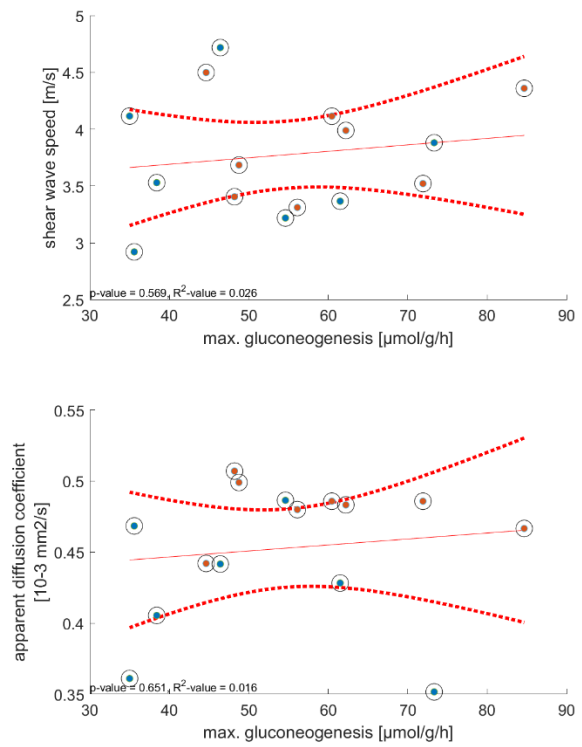 5
4.5
4
3.5
3
2.5
shear wave speed [m/s]
p-value = 0.569, R²-value = 0.026
30 40 50 60 70 80 90
max. gluconeogenesis [µmol/g/h]
0.55
0.5
0.45
0.4
0.35
apparent diffusion coefficient
[10-3 mm2/s]
p-value = 0.651, R²-value = 0.016
30 40 50 60 70 80 90
max. gluconeogenesis [µmol/g/h]